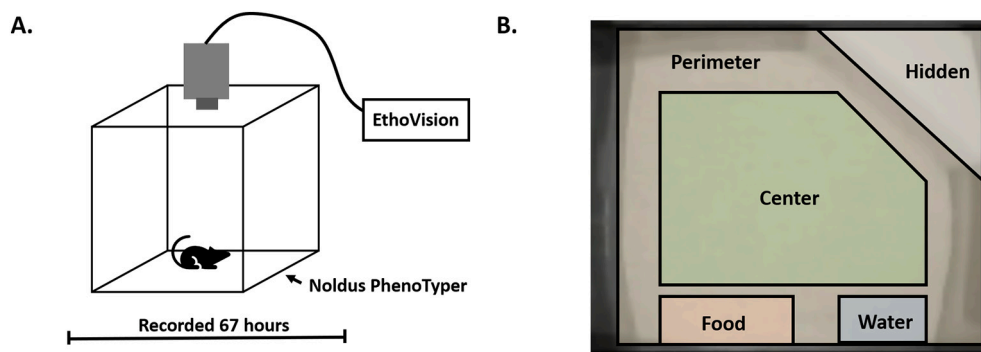 A.
EthoVision
Noldus PhenoTyper
Recorded 67 hours
B.
Perimeter
Hidden
Center
Food
Water